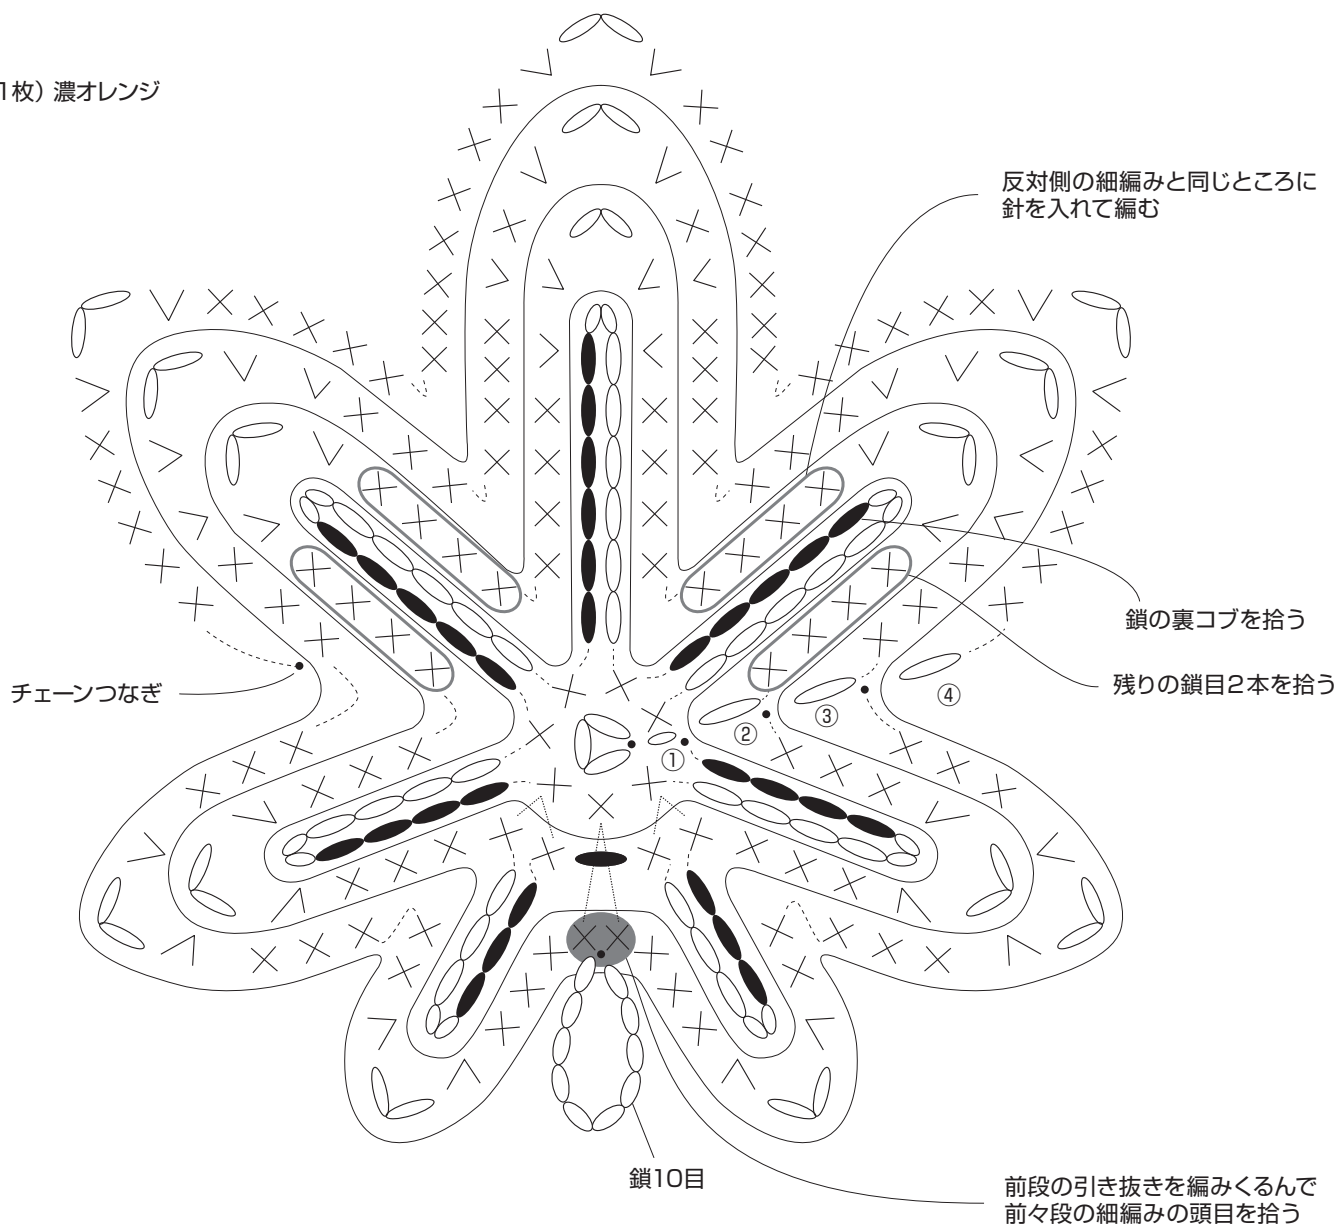 1枚）濃オレンジ
反対側の細編みと同じところに
針を入れて編む
鎖の裏コブを拾う
残りの鎖目2本を拾う
チェーンつなぎ
①
②
③
④
鎖10目
前段の引き抜きを編みくるんで
前々段の細編みの頭目を拾う